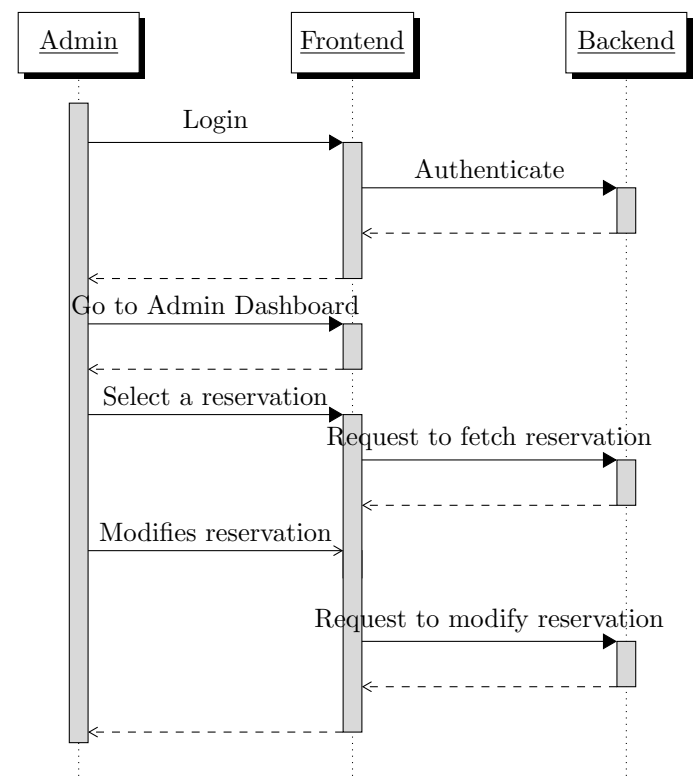 Admin
Frontend
Backend
Login
Authenticate
Go to Admin Dashboard
Select a reservation
Request to fetch reservation
Modifies reservation
Request to modify reservation